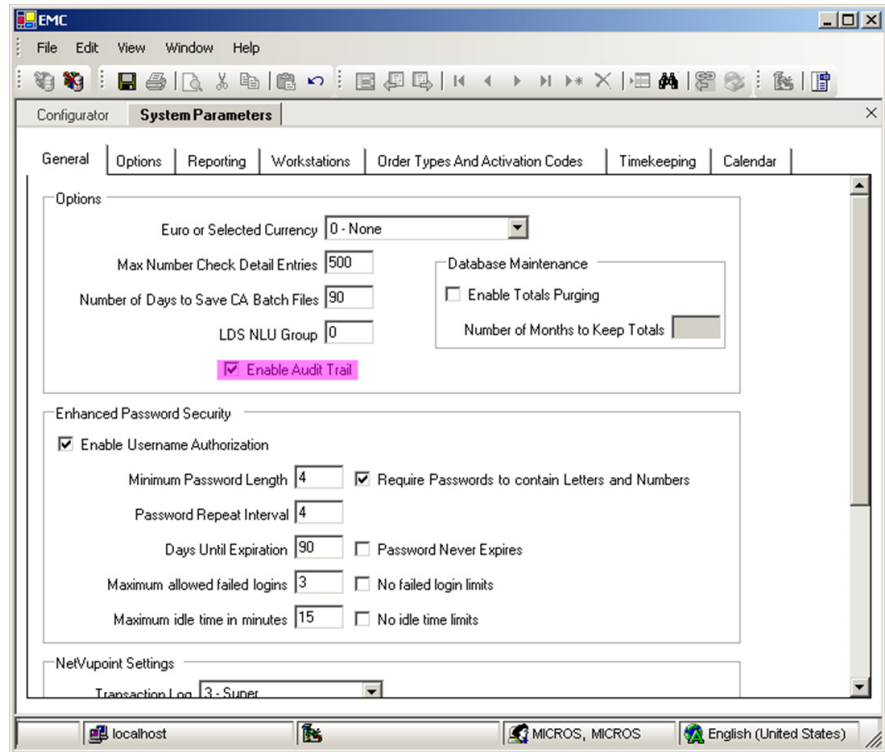 EMC
File Edit View Window Help
Configurator System Parameters
General Options Reporting Workstations Order Types And Activation Codes Timekeeping Calendar
Options
Euro or Selected Currency 0 - None
Max Number Check Detail Entries 500
Number of Days to Save CA Batch Files 90
LDS NLU Group 0
Enable Audit Trail
Database Maintenance
Enable Totals Purging
Number of Months to Keep Totals
Enhanced Password Security
Enable Username Authorization
Minimum Password Length 4 Require Passwords to contain Letters and Numbers
Password Repeat Interval 4
Days Until Expiration 90 Password Never Expires
Maximum allowed failed logins 3 No failed login limits
Maximum idle time in minutes 15 No idle time limits
NetVupoint Settings
Transaction Log 3 - Super
localhost MICROS, MICROS English (United States)